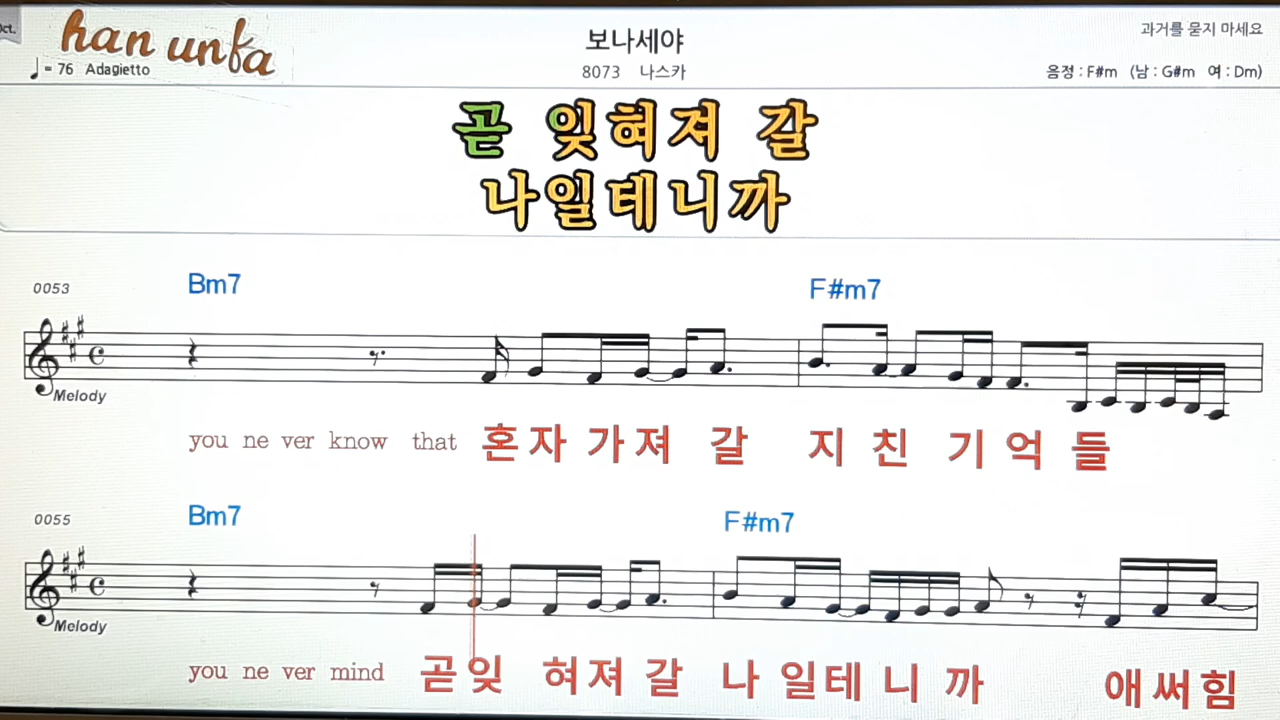 Oct.
han unfa
보나세야
과거를 묻지 마세요
♩= 76 Adagietto
8073 나스카
음정 : F#m (남 : G#m 여 : Dm)
곧 잊혀져 갈
나일테니까
0053 Bm7 F#m7
Melody
you ne ver know that 혼자 가져 갈 지 친 기 억 들
0055 Bm7 F#m7
Melody
you ne ver mind 곧잊 혀져 갈 나 일테 니 까 애써힘